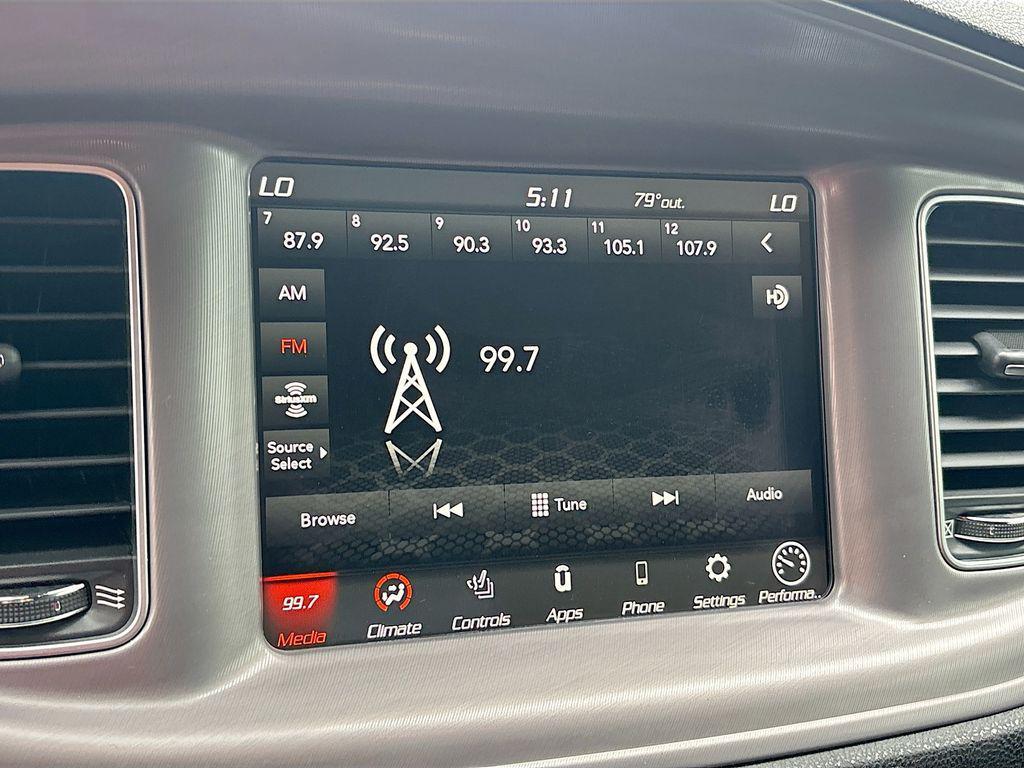 LO 5:11 79°out. LO
7 8 9 10 11 12
87.9 92.5 90.3 93.3 105.1 107.9
AM
HD
FM
99.7
SiriusXM
Source
Select
Browse Tune Audio
99.7
Media Climate Controls Apps Phone Settings Performa..